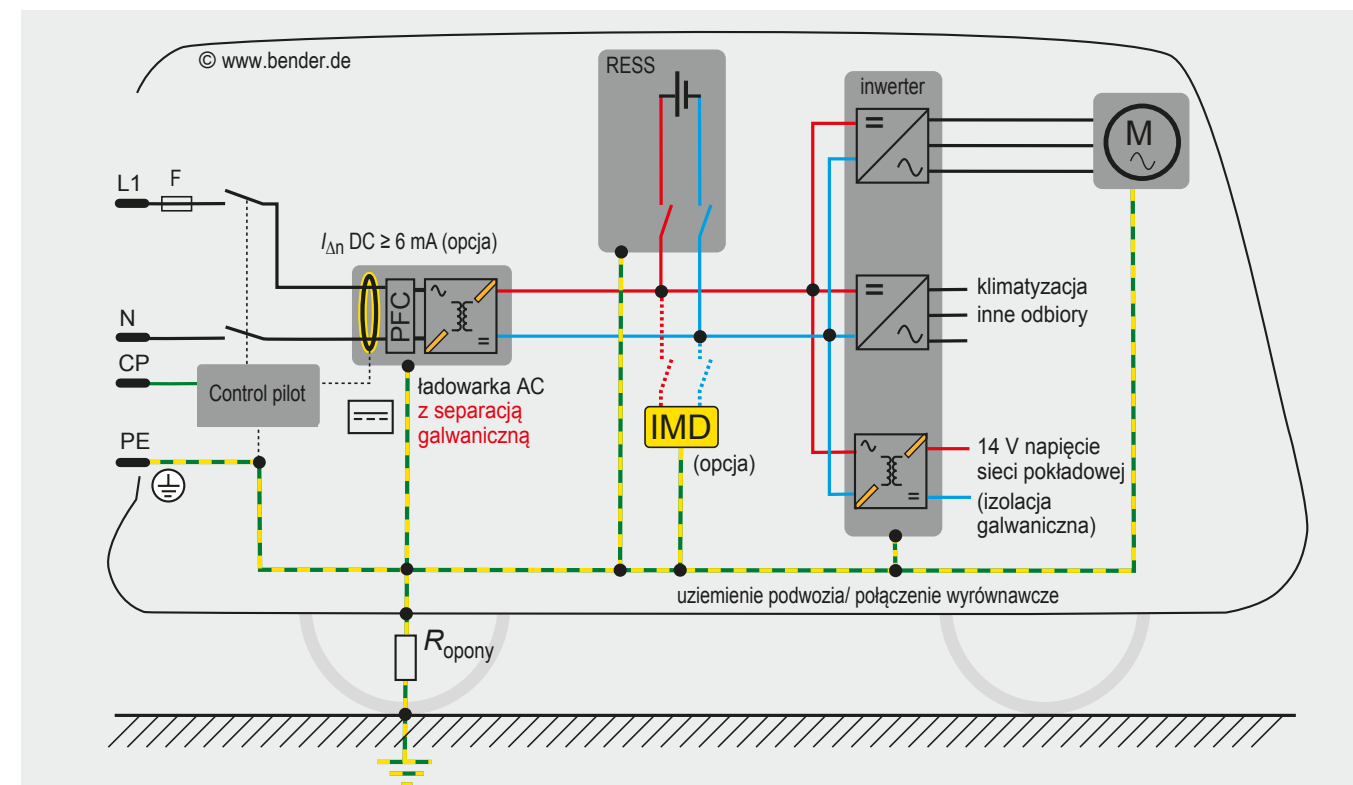 © www.bender.de
RESS
inwerter
M
L1
F
I∆n DC ≥ 6 mA (opcja)
PFC
N
CP
Control pilot
PE
ładowarka AC
z separacją
galwaniczną
IMD
(opcja)
klimatyzacja
inne odbiory
14 V napięcie
sieci pokładowej
(izolacja
galwaniczna)
uziemienie podwozia/ połączenie wyrównawcze
Ropony